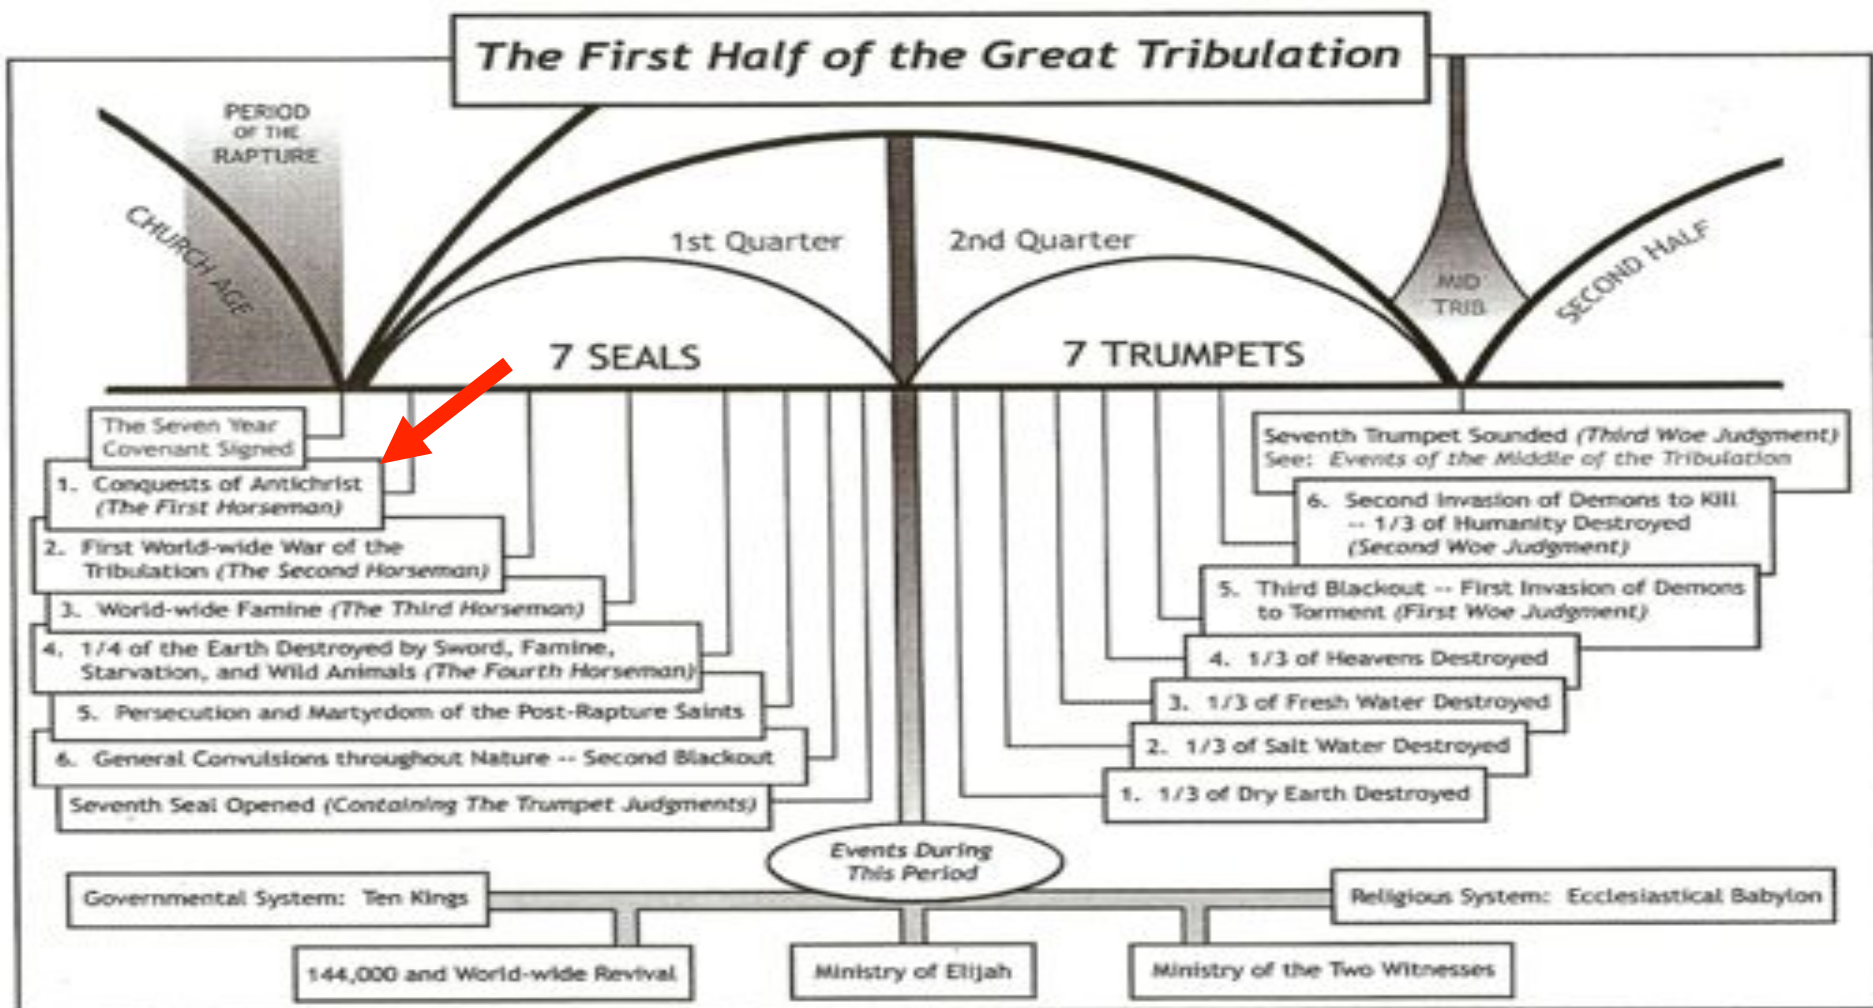 The First Half of the Great Tribulation
PERIOD
OF THE
RAPTURE
CHURCH AGE
1st Quarter
2nd Quarter
MID
TRIB
SECOND HALF
7 SEALS
7 TRUMPETS
The Seven Year
Covenant Signed
1. Conquests of Antichrist
(The First Horseman)
2. First World-wide War of the
Tribulation (The Second Horseman)
3. World-wide Famine (The Third Horseman)
4. 1/4 of the Earth Destroyed by Sword, Famine,
Starvation, and Wild Animals (The Fourth Horseman)
5. Persecution and Martyrdom of the Post-Rapture Saints
6. General Convulsions throughout Nature -- Second Blackout
Seventh Seal Opened (Containing The Trumpet Judgments)
Seventh Trumpet Sounded (Third Woe Judgment)
See: Events of the Middle of the Tribulation
6. Second Invasion of Demons to Kill
-- 1/3 of Humanity Destroyed
(Second Woe Judgment)
5. Third Blackout -- First Invasion of Demons
to Torment (First Woe Judgment)
4. 1/3 of Heavens Destroyed
3. 1/3 of Fresh Water Destroyed
2. 1/3 of Salt Water Destroyed
1. 1/3 of Dry Earth Destroyed
Events During
This Period
Governmental System: Ten Kings
Religious System: Ecclesiastical Babylon
144,000 and World-wide Revival
Ministry of Elijah
Ministry of the Two Witnesses